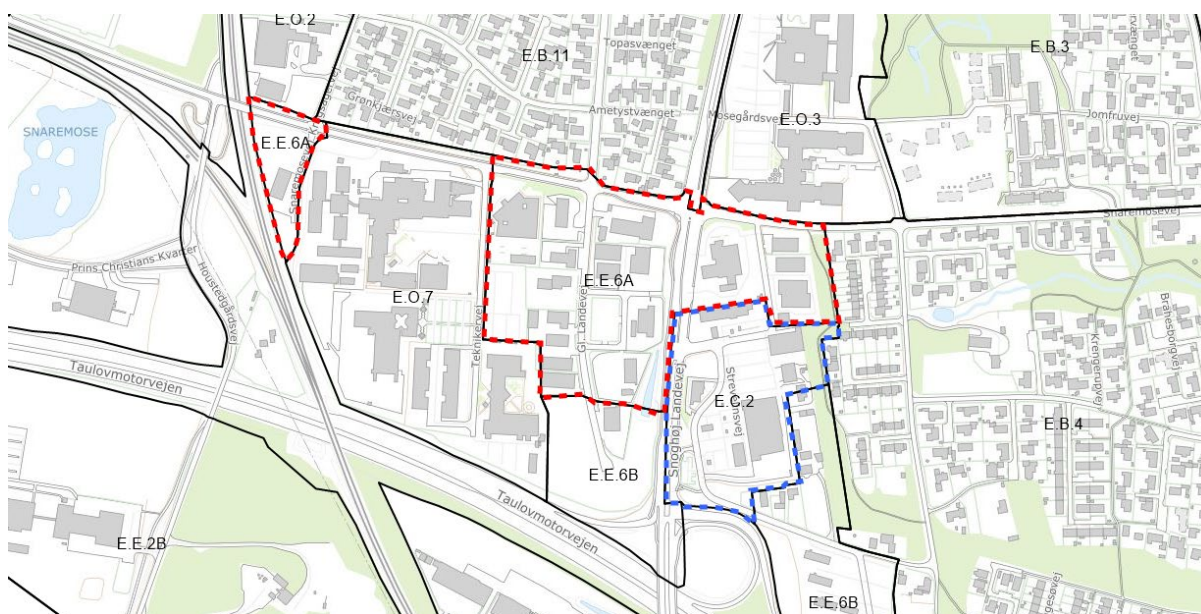 E.O.2
E.B.11
Topasvænget
E.B.3
Grønkjærsvej
Ametystvænget
Mosegårdsvej
E.O.3
Jomfruvej
SNAREMOSE
E.E.6A
Snaremosevej
Snaremosevej
Prins Christians Kvarter
Houstedgårdsvej
E.O.7
Teknikervej
E.E.6A
Gl. Landevej
Krengerupvej
Brahesborgvej
Taulovmotorvejen
Snoghøj Landevej
Strevelinsvej
E.C.2
E.B.4
E.E.6B
Taulovmotorvejen
E.E.2B
E.E.6B